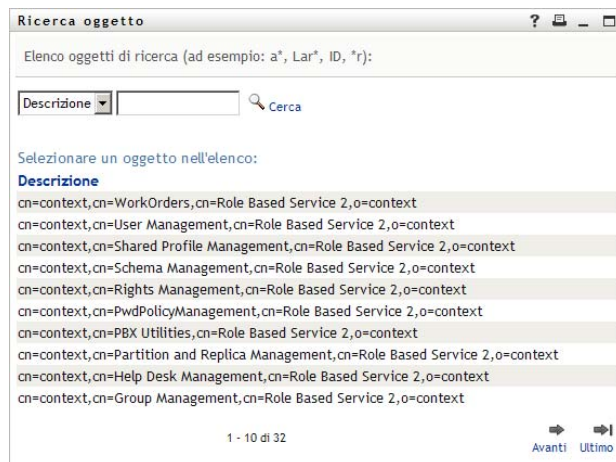 Ricerca oggetto ?
Elenco oggetti di ricerca (ad esempio: a*, Lar*, ID, *r):
Descrizione Cerca
Selezionare un oggetto nell'elenco:
Descrizione
cn=context,cn=WorkOrders,cn=Role Based Service 2,o=context
cn=context,cn=User Management,cn=Role Based Service 2,o=context
cn=context,cn=Shared Profile Management,cn=Role Based Service 2,o=context
cn=context,cn=Schema Management,cn=Role Based Service 2,o=context
cn=context,cn=Rights Management,cn=Role Based Service 2,o=context
cn=context,cn=PwdPolicyManagement,cn=Role Based Service 2,o=context
cn=context,cn=PBX Utilities,cn=Role Based Service 2,o=context
cn=context,cn=Partition and Replica Management,cn=Role Based Service 2,o=context
cn=context,cn=Help Desk Management,cn=Role Based Service 2,o=context
cn=context,cn=Group Management,cn=Role Based Service 2,o=context
1 - 10 di 32
Avanti Ultimo